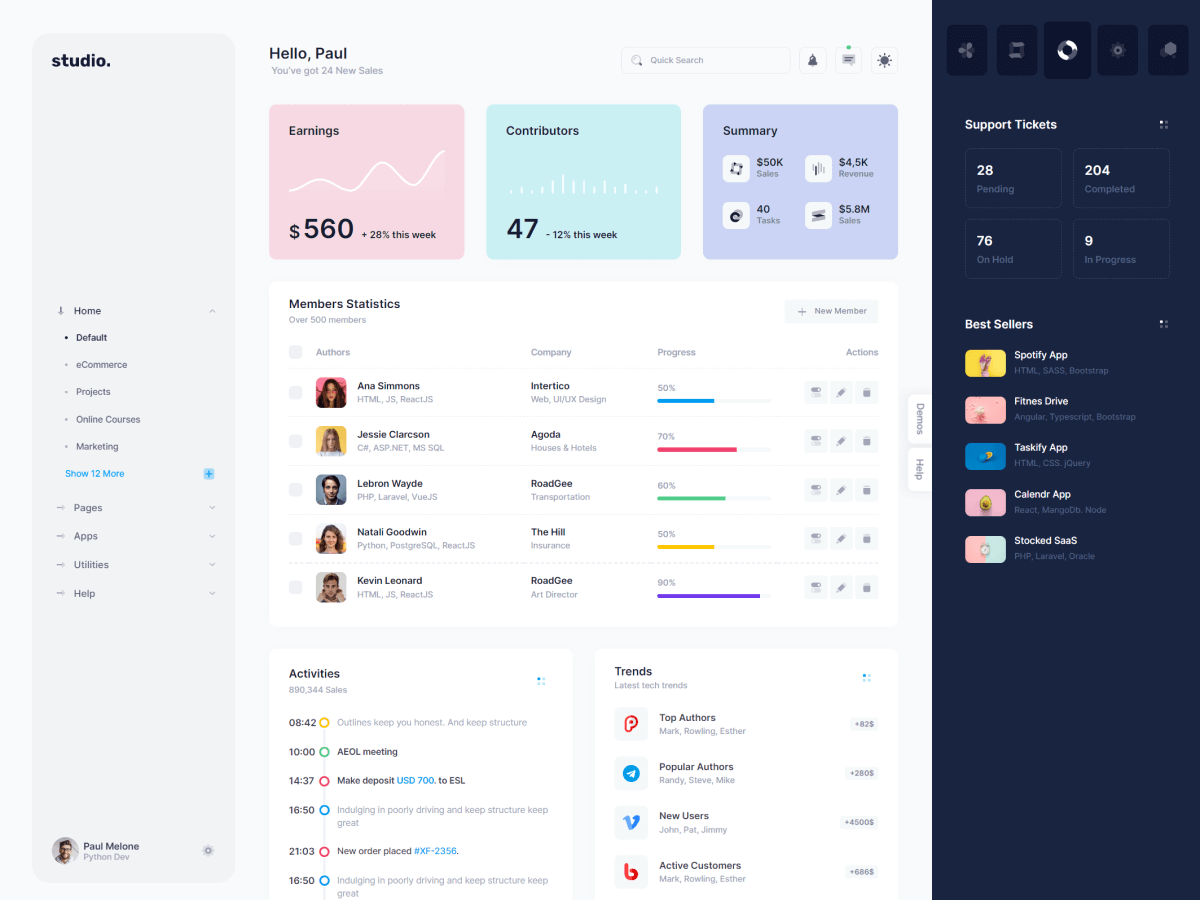 studio.
Home
Default
eCommerce
Projects
Online Courses
Marketing
Show 12 More
Pages
Apps
Utilities
Help
Paul Melone
Python Dev
Hello, Paul
You've got 24 New Sales
Quick Search
Earnings
$560 + 28% this week
Contributors
47 - 12% this week
Summary
$50K
Sales
$4,5K
Revenue
40
Tasks
$5.8M
Sales
Members Statistics
Over 500 members
New Member
Authors Company Progress Actions
Ana Simmons
HTML, JS, ReactJS
Intertico
Web, UI/UX Design
50%
Jessie Clarcson
C#, ASP.NET, MS SQL
Agoda
Houses & Hotels
70%
Lebron Wayde
PHP, Laravel, VueJS
RoadGee
Transportation
60%
Natali Goodwin
Python, PostgreSQL, ReactJS
The Hill
Insurance
50%
Kevin Leonard
HTML, JS, ReactJS
RoadGee
Art Director
90%
Activities
890,344 Sales
08:42 Outlines keep you honest. And keep structure
10:00 AEOL meeting
14:37 Make deposit USD 700. to ESL
16:50 Indulging in poorly driving and keep structure keep
great
21:03 New order placed #XF-2356.
16:50 Indulging in poorly driving and keep structure keep
great
Trends
Latest tech trends
Top Authors
Mark, Rowling, Esther
+82$
Popular Authors
Randy, Steve, Mike
+280$
New Users
John, Pat, Jimmy
+4500$
Active Customers
Mark, Rowling, Esther
+686$
Demos
Help
Support Tickets
28
Pending
204
Completed
76
On Hold
9
In Progress
Best Sellers
Spotify App
HTML, SASS, Bootstrap
Fitnes Drive
Angular, Typescript, Bootstrap
Taskify App
HTML, CSS. jQuery
Calendr App
React, MangoDb. Node
Stocked SaaS
PHP, Laravel, Oracle